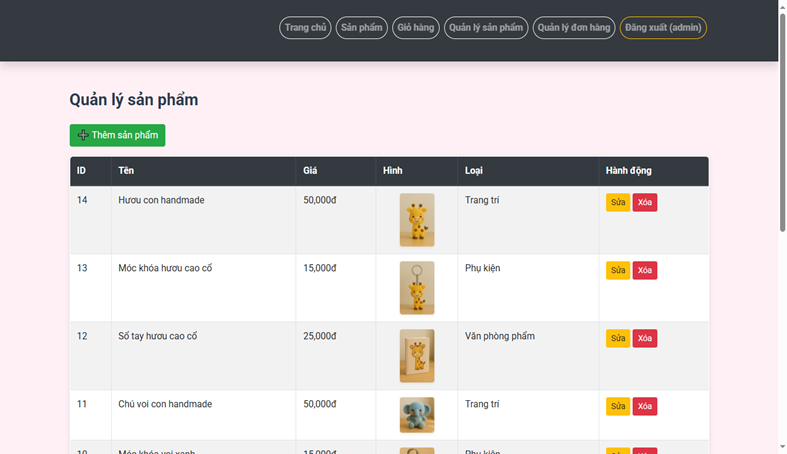 Trang chủ Sản phẩm Giỏ hàng Quản lý sản phẩm Quản lý đơn hàng Đăng xuất (admin)
Quản lý sản phẩm
➕ Thêm sản phẩm
ID Tên Giá Hình Loại Hành động
14 Hươu con handmade 50,000đ Trang trí Sửa Xóa
13 Móc khóa hươu cao cổ 15,000đ Phụ kiện Sửa Xóa
12 Sổ tay hươu cao cổ 25,000đ Văn phòng phẩm Sửa Xóa
11 Chú voi con handmade 50,000đ Trang trí Sửa Xóa
10 Móc khóa voi xanh 15,000đ Phụ kiện